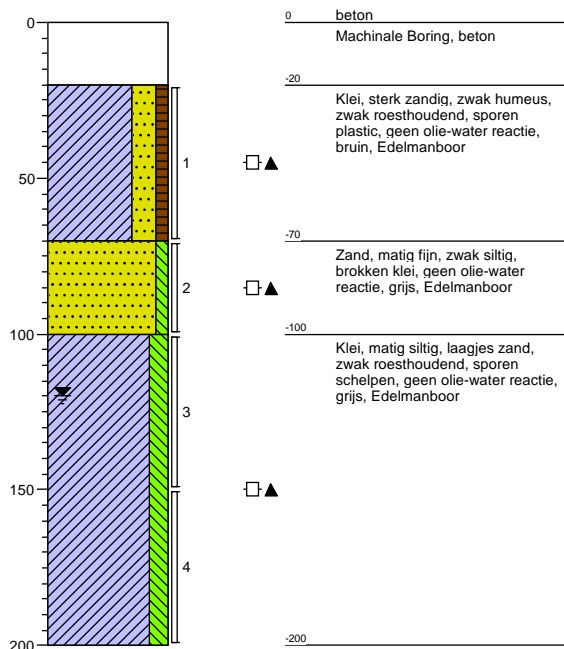 0
50
100
150
200
1
2
3
4
0
beton
Machinale Boring, beton
-20
Klei, sterk zandig, zwak humeus,
zwak roesthoudend, sporen
plastic, geen olie-water reactie,
bruin, Edelmanboor
-70
Zand, matig fijn, zwak siltig,
brokken klei, geen olie-water
reactie, grijs, Edelmanboor
-100
Klei, matig siltig, laagjes zand,
zwak roesthoudend, sporen
schelpen, geen olie-water reactie,
grijs, Edelmanboor
-200